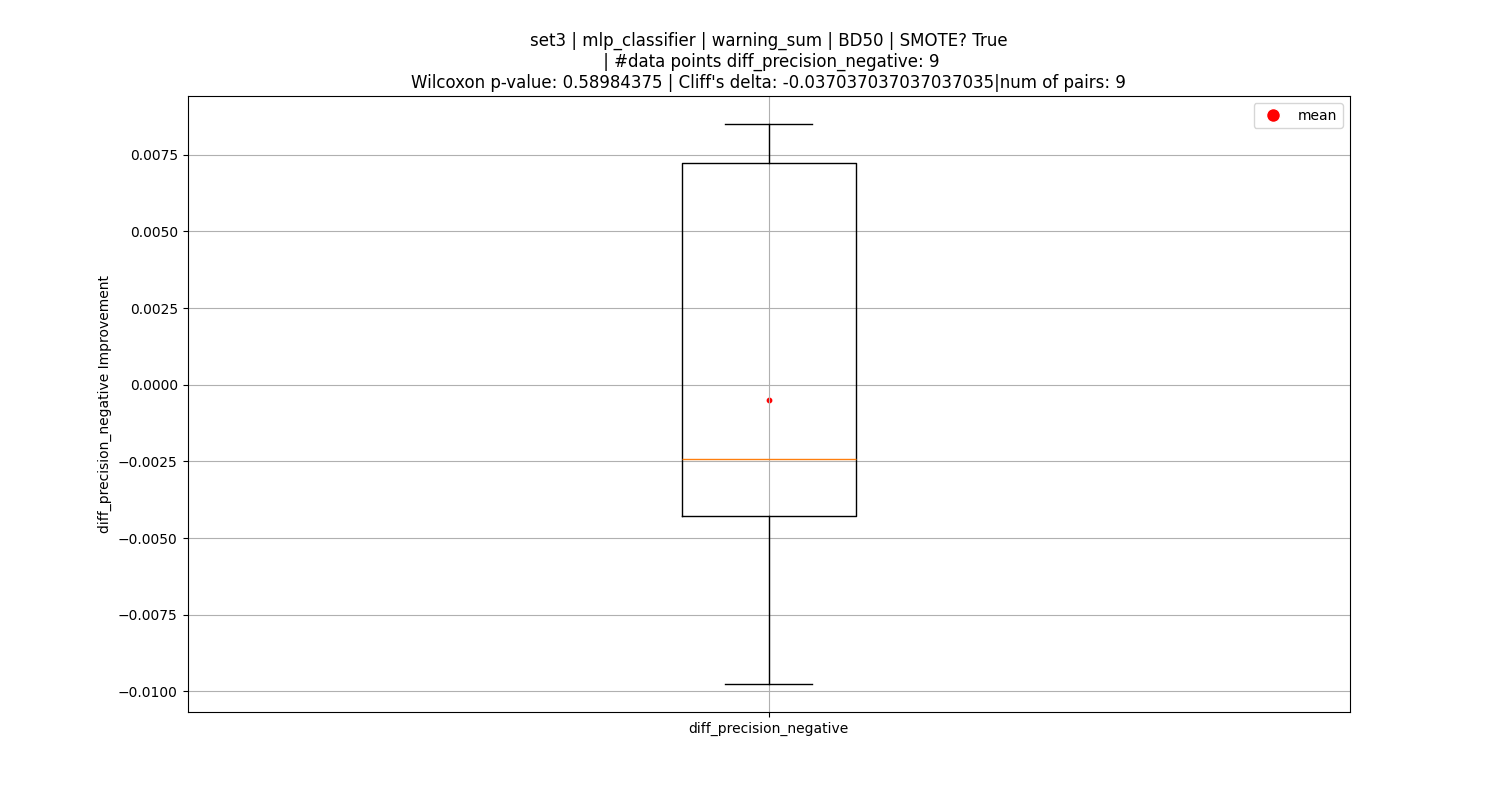 set3 | mlp_classifier | warning_sum | BD50 | SMOTE? True
| #data points diff_precision_negative: 9
Wilcoxon p-value: 0.58984375 | Cliff's delta: -0.037037037037037035|num of pairs: 9
mean
0.0075
0.0050
0.0025
0.0000
−0.0025
−0.0050
−0.0075
−0.0100
diff_precision_negative Improvement
diff_precision_negative